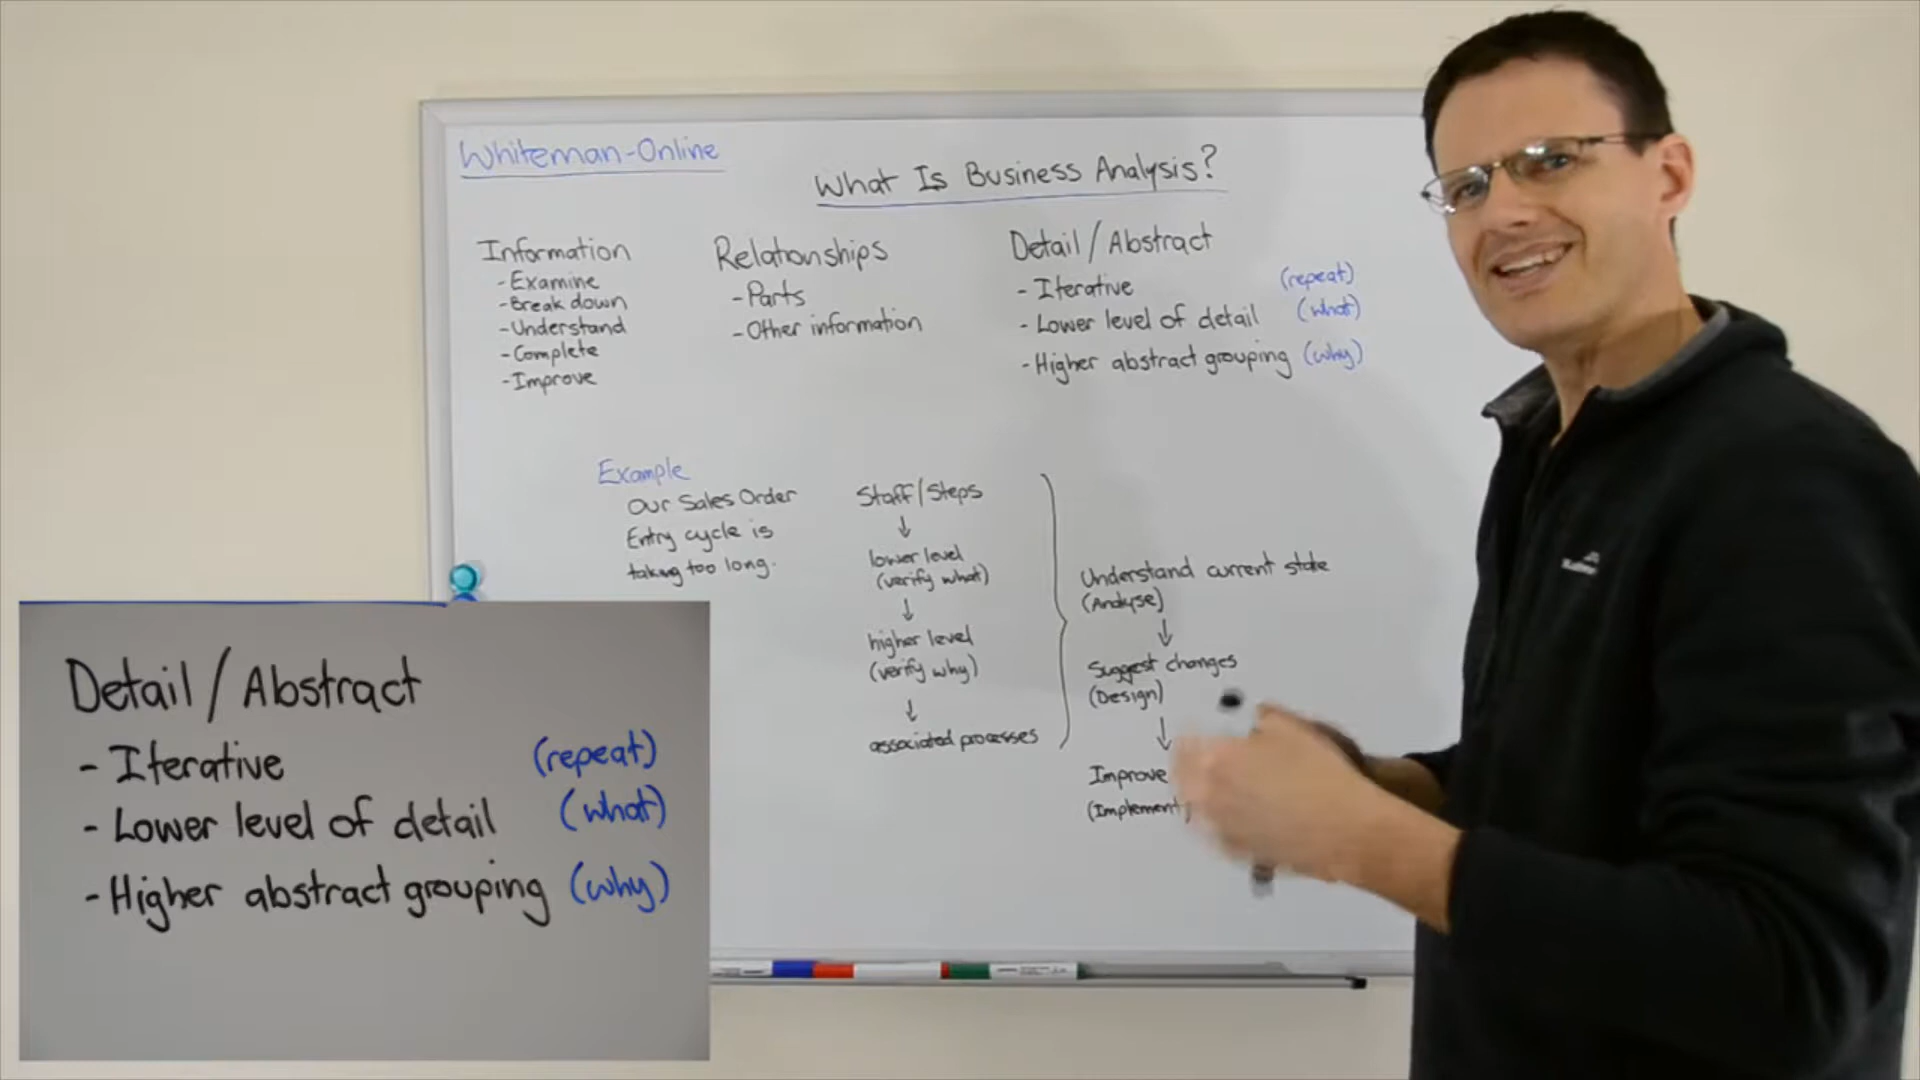 Whiteman-Online
What Is Business Analysis?
Information
-Examine
-Break down
-Understand
-Complete
-Improve
Relationships
-Parts
-Other information
Detail / Abstract
- Iterative (repeat)
- Lower level of detail (what)
- Higher abstract grouping (why)
Example
Our Sales Order
Entry cycle is
taking too long.
Staff/Steps
↓
lower level
(verify what)
↓
higher level
(verify why)
↓
associated processes
Understand current state
(Analyse)
↓
Suggest changes
(Design)
↓
Improve
(Implement)
Detail / Abstract
- Iterative (repeat)
- Lower level of detail (what)
- Higher abstract grouping (why)